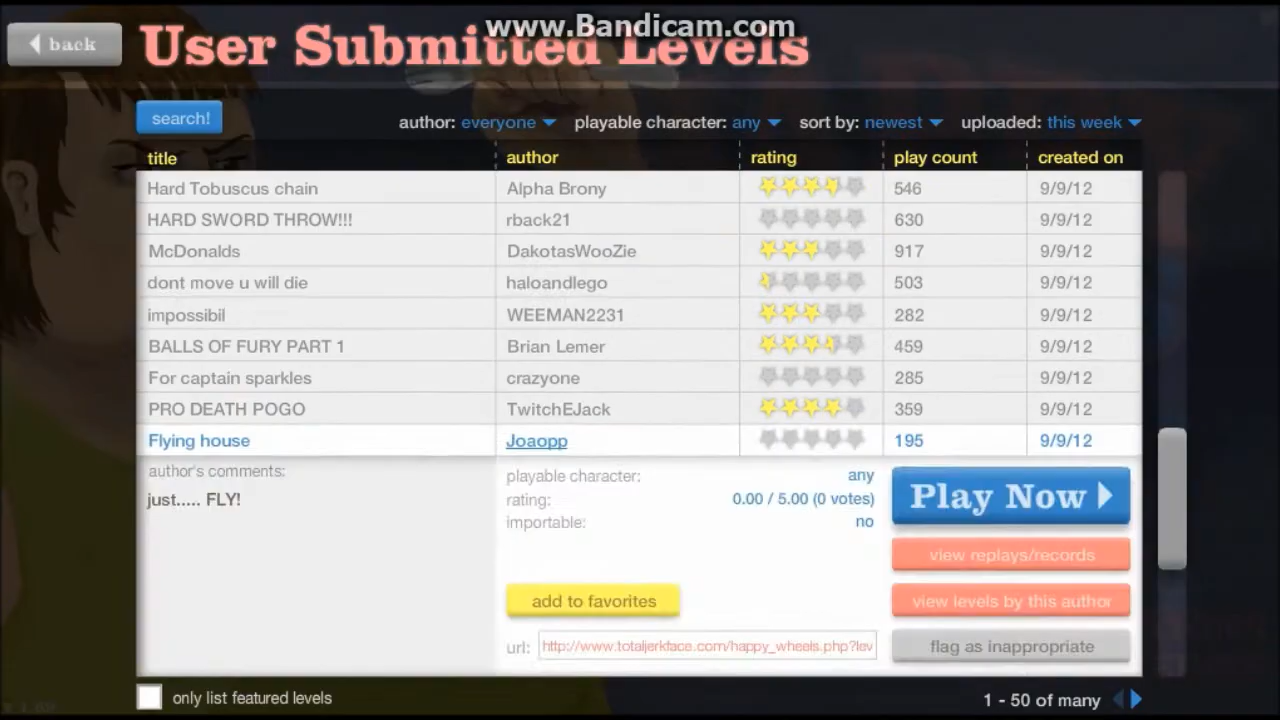 www.Bandicam.com
back
User Submitted Levels
search!
author: everyone playable character: any sort by: newest uploaded: this week
title author rating play count created on
Hard Tobuscus chain Alpha Brony 546 9/9/12
HARD SWORD THROW!!! rback21 630 9/9/12
McDonalds DakotasWooZie 917 9/9/12
dont move u will die haloandlego 503 9/9/12
impossibil WEEMAN2231 282 9/9/12
BALLS OF FURY PART 1 Brian Lemer 459 9/9/12
For captain sparkles crazyone 285 9/9/12
PRO DEATH POGO TwitchEJack 359 9/9/12
Flying house Joaopp 195 9/9/12
author's comments:
just..... FLY!
playable character: any
rating: 0.00 / 5.00 (0 votes)
importable: no
Play Now
view replays/records
add to favorites
view levels by this author
url: http://www.totaljerkface.com/happy_wheels.php?lev
flag as inappropriate
only list featured levels
1 - 50 of many